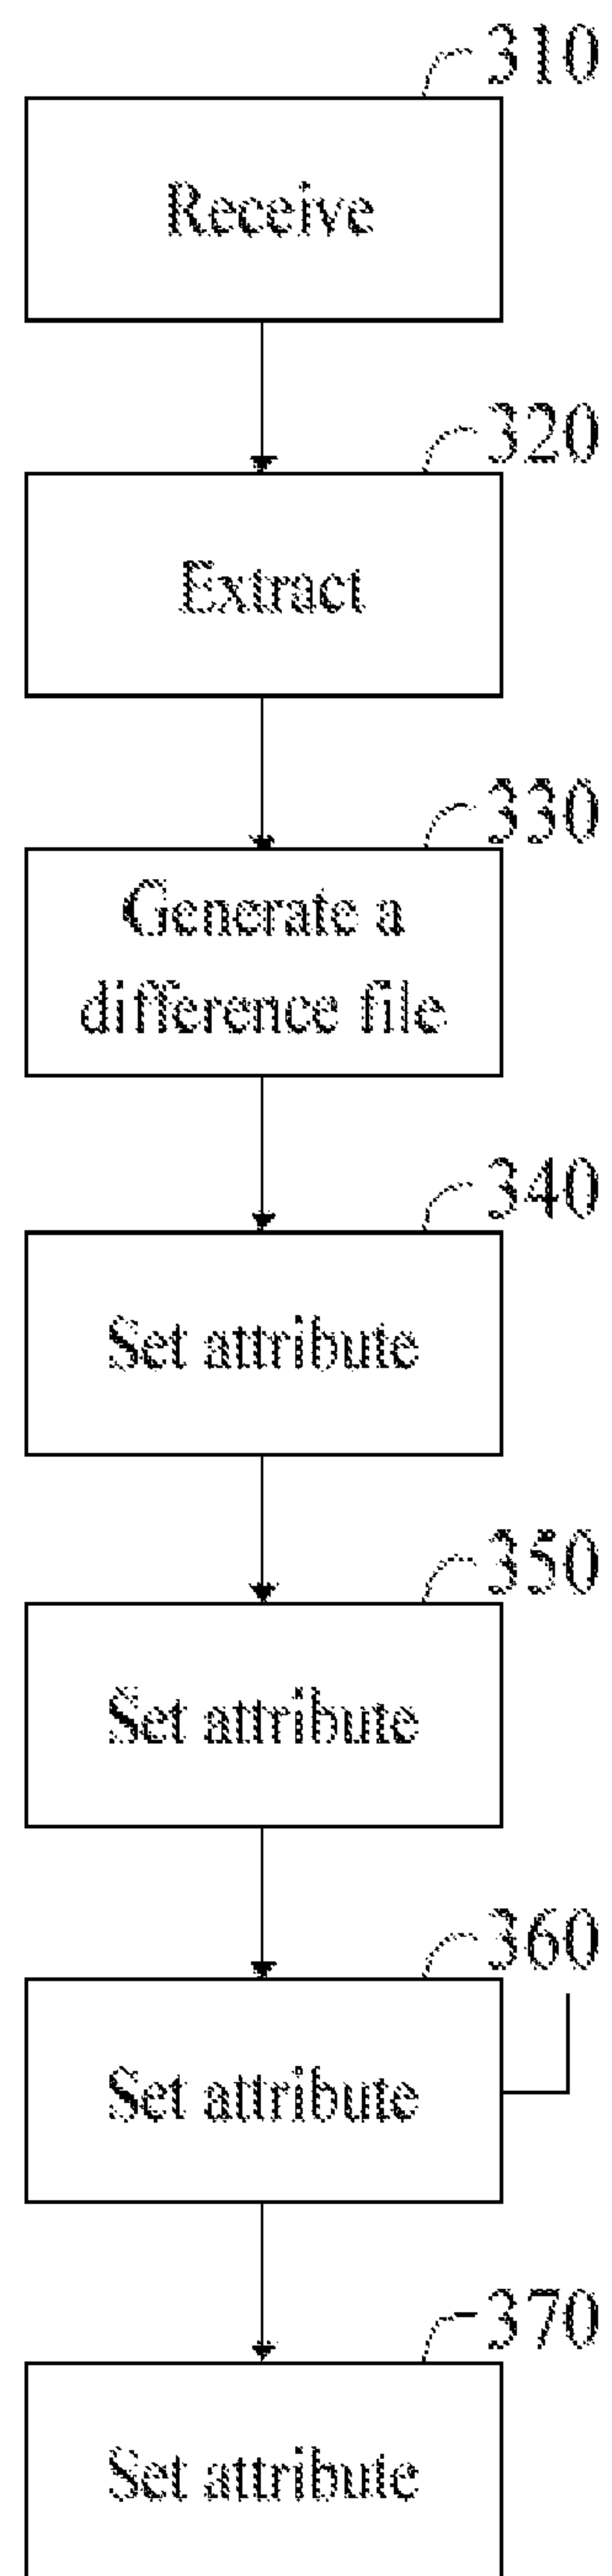 310
Receive
320
Extract
330
Generate a
difference file
340
Set attribute
350
Set attribute
360
Set attribute
370
Set attribute